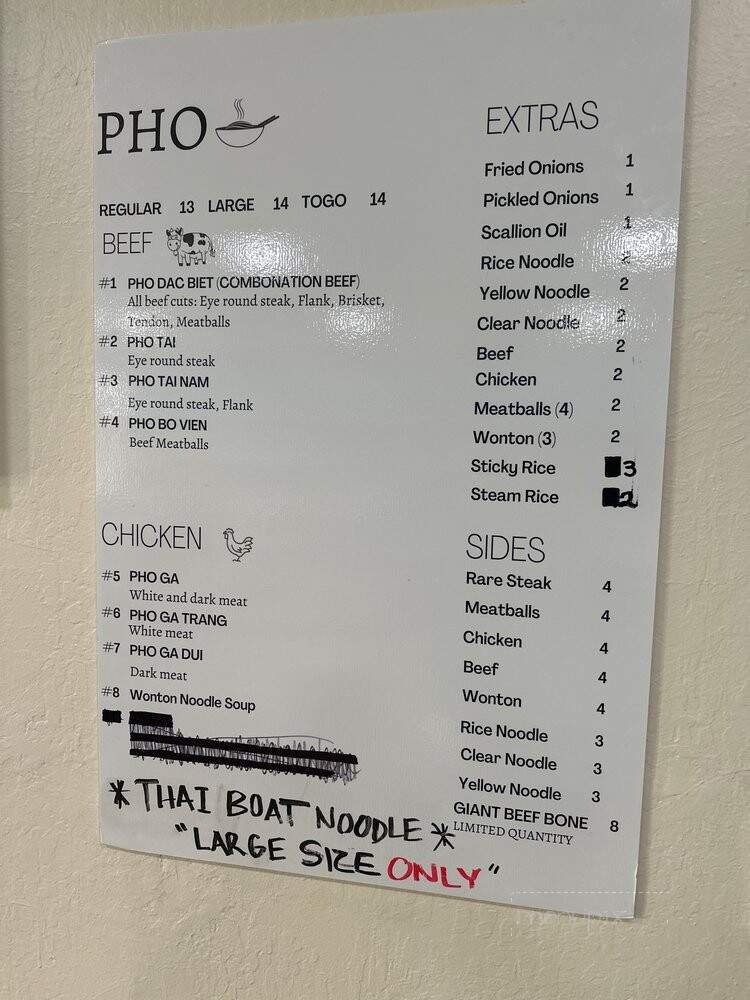 PHO
REGULAR 13 LARGE 14 TOGO 14
BEEF
#1 PHO DAC BIET (COMBONATION BEEF)
All beef cuts: Eye round steak, Flank, Brisket,
Tendon, Meatballs
#2 PHO TAI
Eye round steak
#3 PHO TAI NAM
Eye round steak, Flank
#4 PHO BO VIEN
Beef Meatballs
CHICKEN
#5 PHO GA
White and dark meat
#6 PHO GA TRANG
White meat
#7 PHO GA DUI
Dark meat
#8 Wonton Noodle Soup
*THAI BOAT NOODLE*
"LARGE SIZE ONLY"
EXTRAS
Fried Onions 1
Pickled Onions 1
Scallion Oil 1
Rice Noodle
Yellow Noodle 2
Clear Noodle 2
Beef 2
Chicken 2
Meatballs (4) 2
Wonton (3) 2
Sticky Rice 3
Steam Rice 2
SIDES
Rare Steak 4
Meatballs 4
Chicken 4
Beef 4
Wonton 4
Rice Noodle 3
Clear Noodle 3
Yellow Noodle 3
GIANT BEEF BONE 8
LIMITED QUANTITY